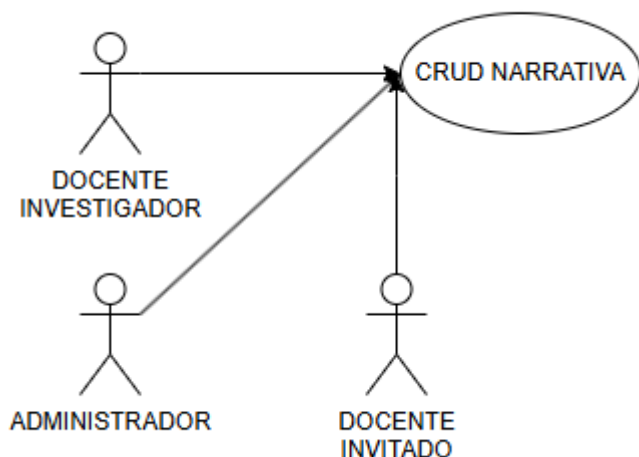 CRUD NARRATIVA
DOCENTE
INVESTIGADOR
ADMINISTRADOR
DOCENTE
INVITADO